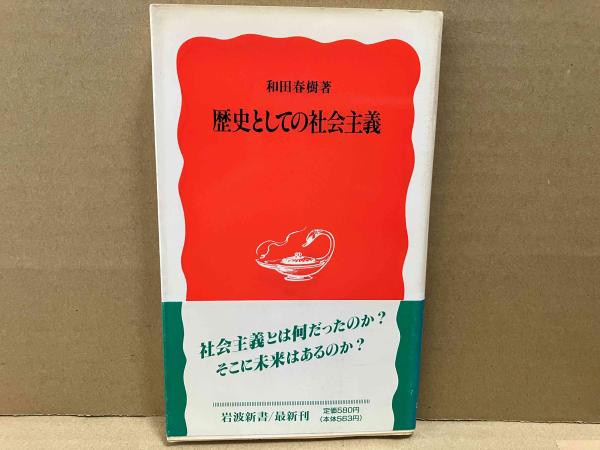 和田春樹著
歴史としての社会主義
社会主義とは何だったのか？
そこに未来はあるのか？
岩波新書/最新刊
定価580円
（本体563円）